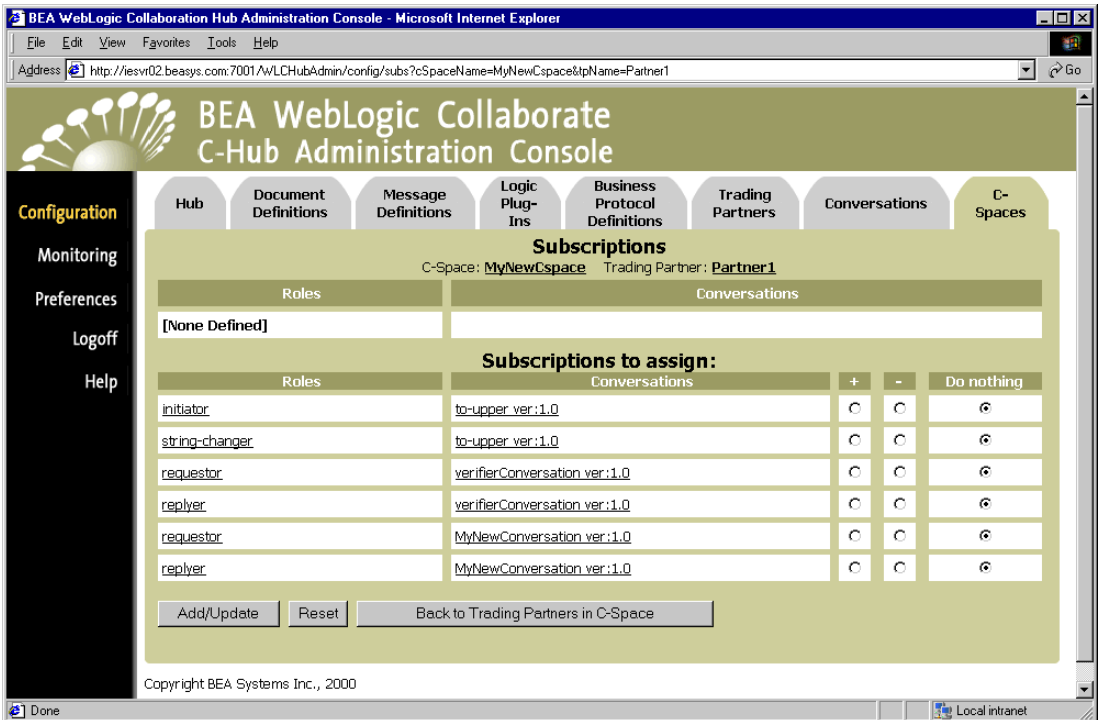 BEA WebLogic Collaboration Hub Administration Console - Microsoft Internet Explorer
File Edit View Favorites Tools Help
Address http://iesvr02.beasys.com:7001/WLCHubAdmin/config/subs?cSpaceName=MyNewCspace&tpName=Partner1 Go
BEA WebLogic Collaborate
C-Hub Administration Console
Configuration
Monitoring
Preferences
Logoff
Help
Hub
Document
Definitions
Message
Definitions
Logic
Plug-
Ins
Business
Protocol
Definitions
Trading
Partners
Conversations
C-
Spaces
Subscriptions
C-Space: MyNewCspace Trading Partner: Partner1
Roles Conversations
[None Defined]
Subscriptions to assign:
Roles Conversations + - Do nothing
initiator to-upper ver:1.0
string-changer to-upper ver:1.0
requestor verifierConversation ver:1.0
replyer verifierConversation ver:1.0
requestor MyNewConversation ver:1.0
replyer MyNewConversation ver:1.0
Add/Update Reset Back to Trading Partners in C-Space
Copyright BEA Systems Inc., 2000
Done Local intranet